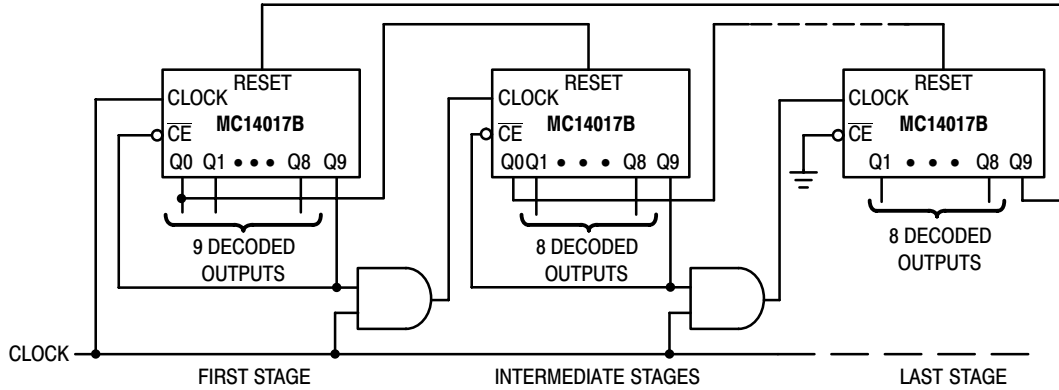 RESET RESET RESET
CLOCK CLOCK CLOCK
MC14017B MC14017B MC14017B
CE CE CE
Q0 Q1 • • • Q8 Q9 Q0 Q1 • • • Q8 Q9 Q1 • • • Q8 Q9
9 DECODED 8 DECODED 8 DECODED
OUTPUTS OUTPUTS OUTPUTS
CLOCK
FIRST STAGE INTERMEDIATE STAGES LAST STAGE